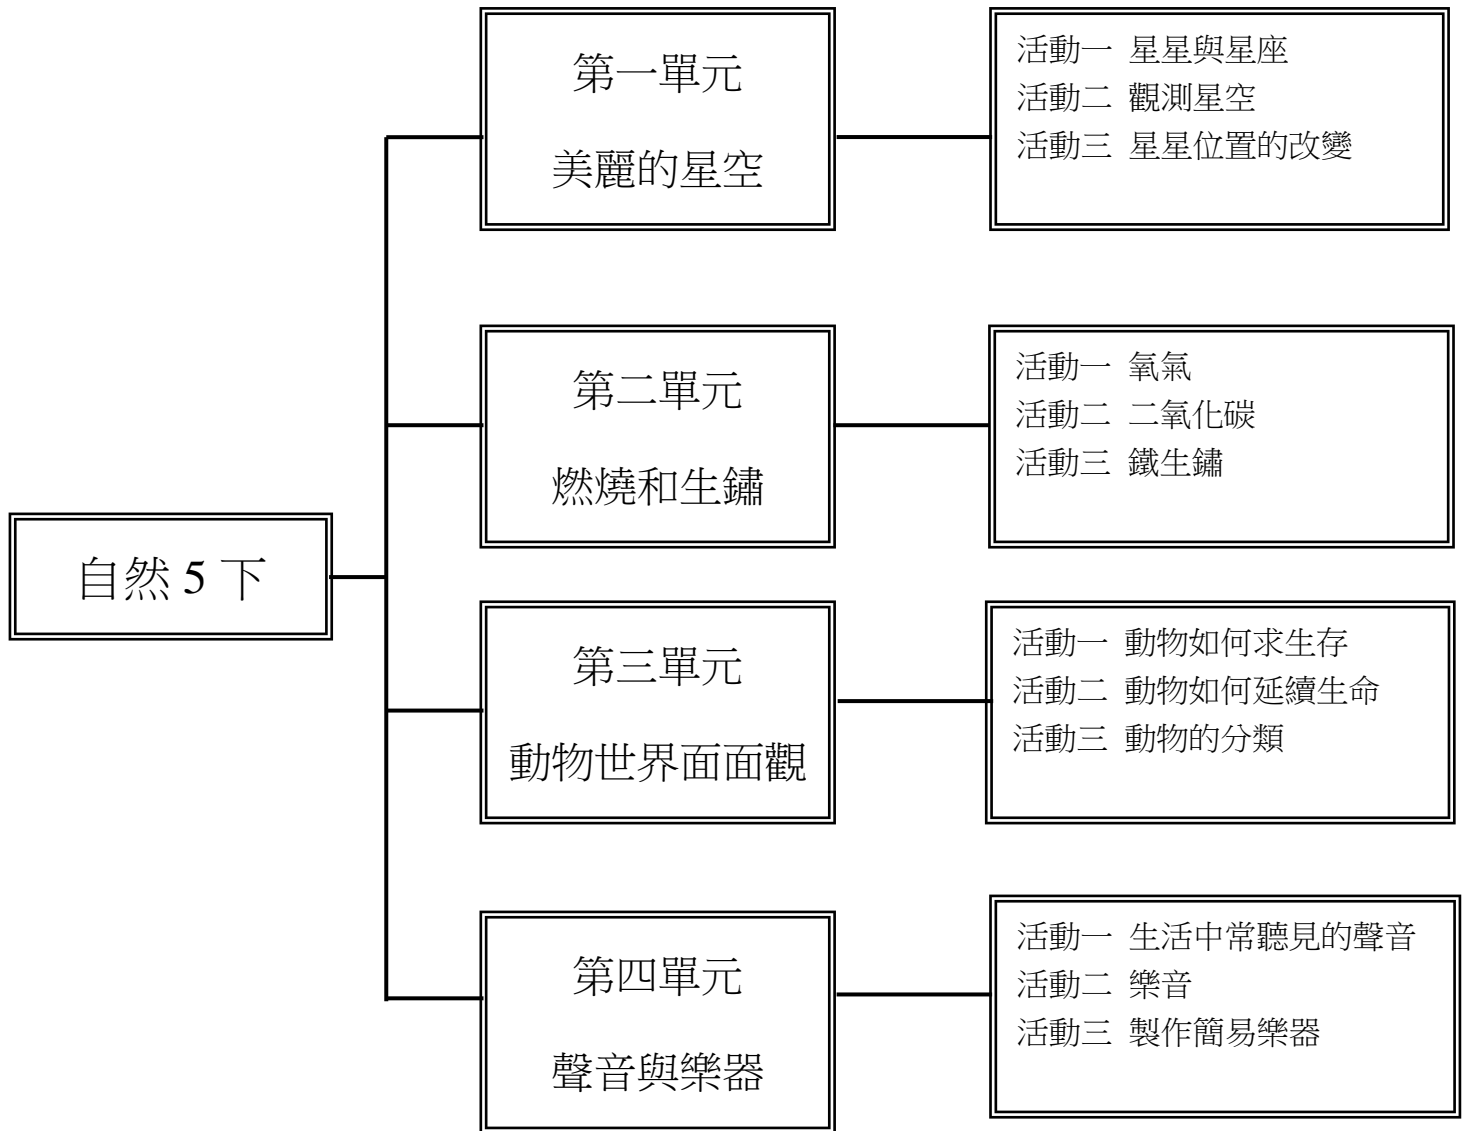 自然 5 下
第一單元
美麗的星空
活動一 星星與星座
活動二 觀測星空
活動三 星星位置的改變
第二單元
燃燒和生鏽
活動一 氧氣
活動二 二氧化碳
活動三 鐵生鏽
第三單元
動物世界面面觀
活動一 動物如何求生存
活動二 動物如何延續生命
活動三 動物的分類
第四單元
聲音與樂器
活動一 生活中常聽見的聲音
活動二 樂音
活動三 製作簡易樂器